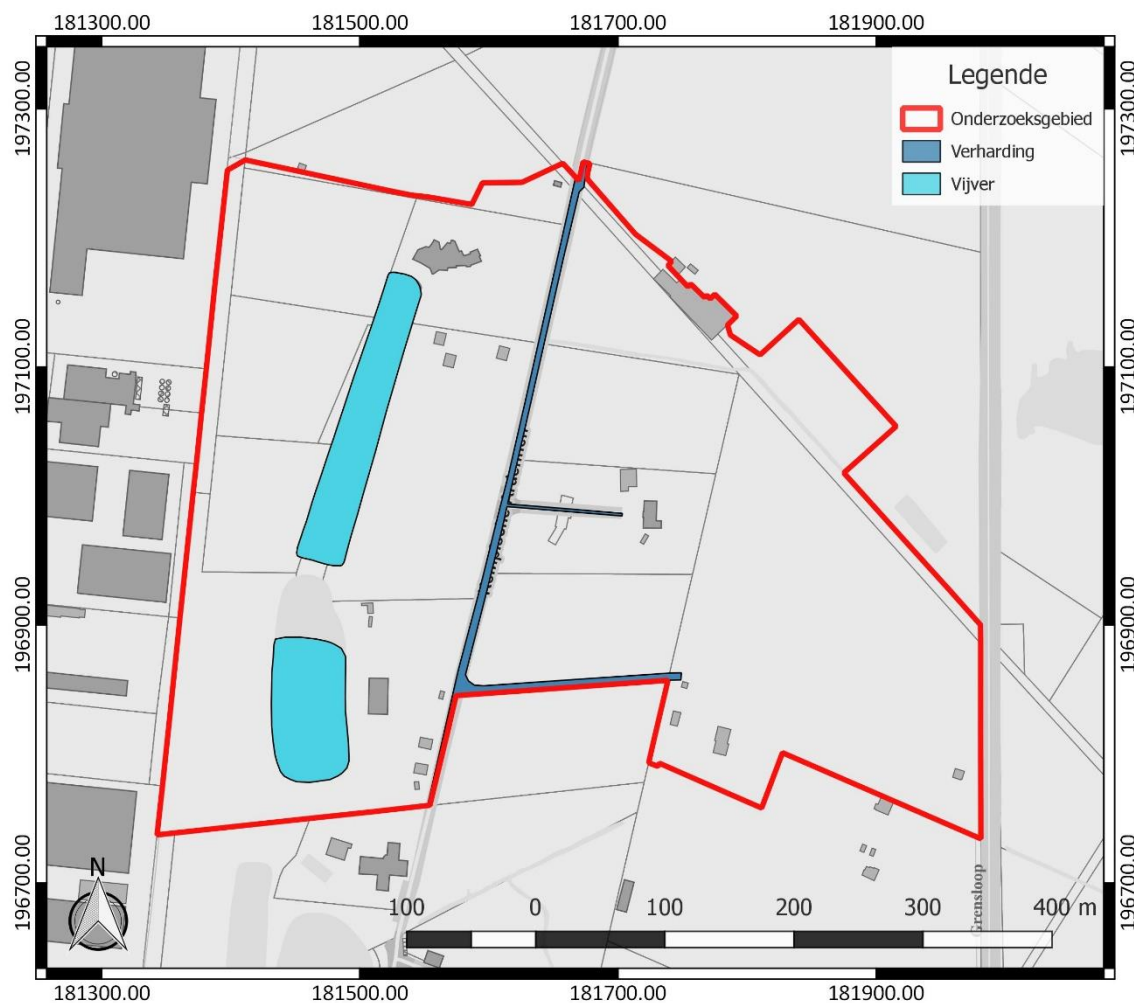 181300.00 181500.00 181700.00 181900.00
Legende
Onderzoeksgebied
Verharding
Vijver
197300.00 197300.00
197100.00 197100.00
196900.00 196900.00
196700.00 196700.00
Grensloop
N
100 0 100 200 300 400 m
181300.00 181500.00 181700.00 181900.00